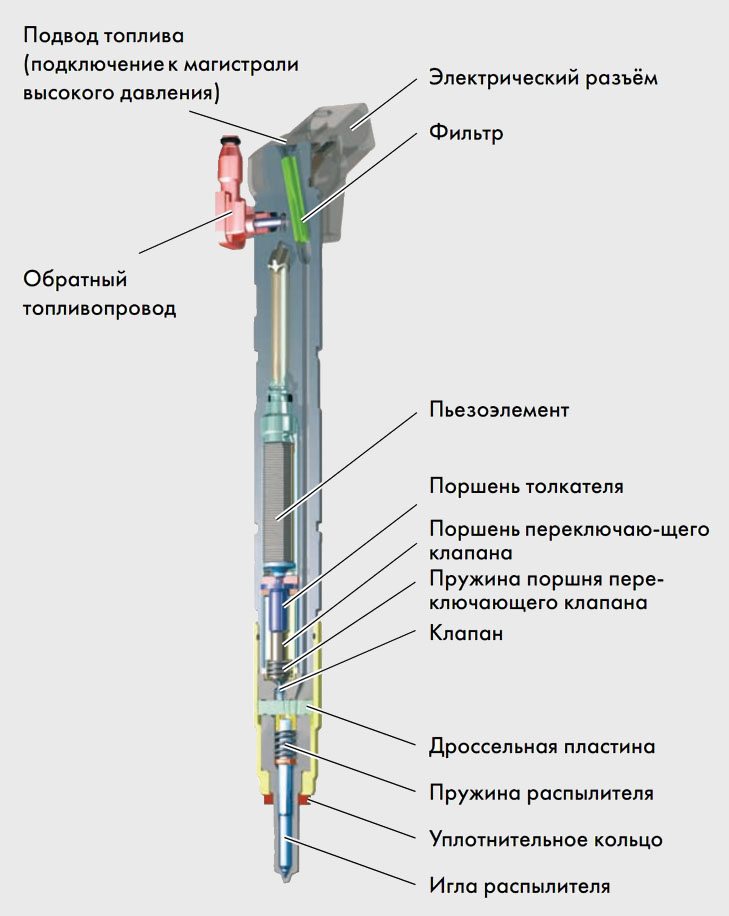 Подвод топлива
(подключение к магистрали
высокого давления)
Электрический разъём
Фильтр
Обратный
топливопровод
Пьезоэлемент
Поршень толкателя
Поршень переключаю-щего
клапана
Пружина поршня пере-
ключающего клапана
Клапан
Дроссельная пластина
Пружина распылителя
Уплотнительное кольцо
Игла распылителя